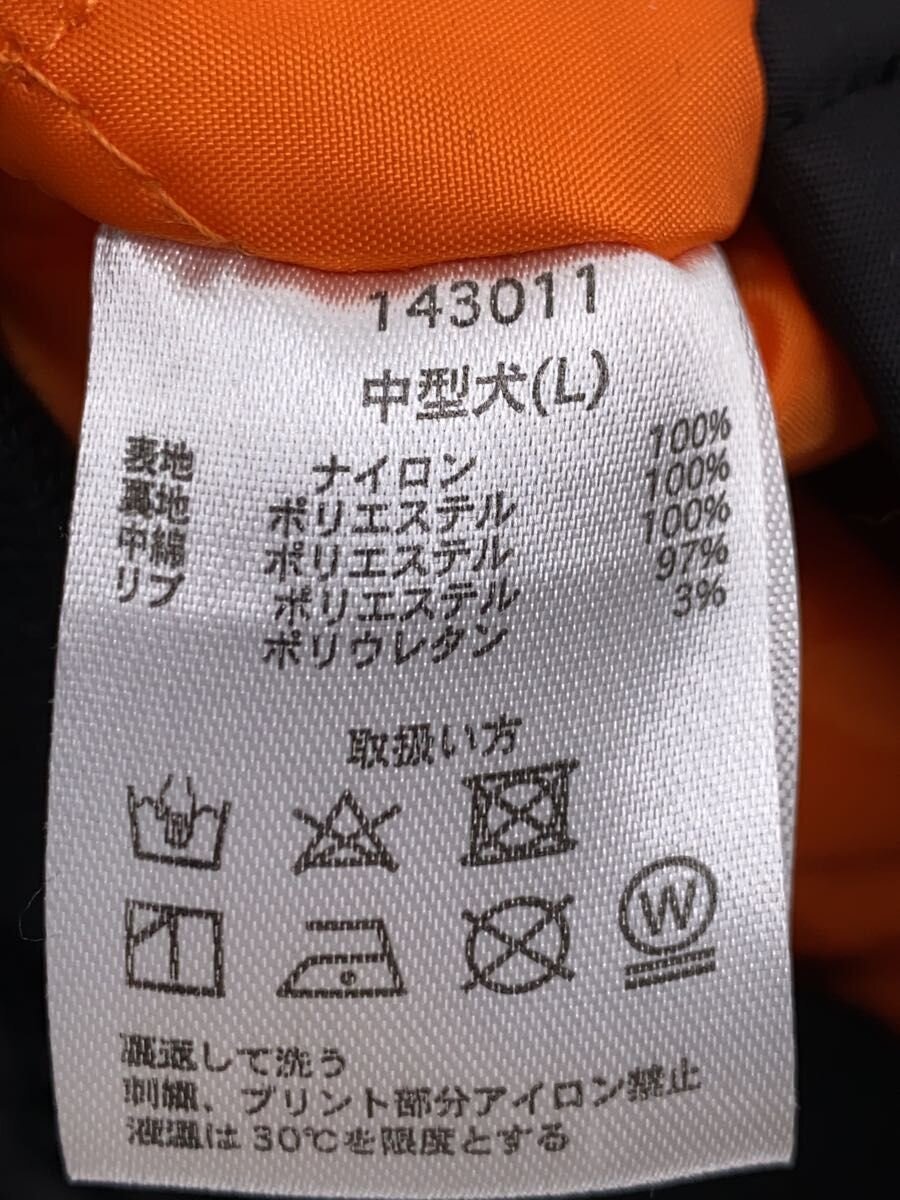 143011
中型犬(L)
表地 ナイロン 100%
裏地 ポリエステル 100%
中綿 ポリエステル 100%
リブ ポリエステル 97%
ポリウレタン 3%
取扱い方
W
裏返して洗う
刺繍、プリント部分アイロン禁止
液温は30℃を限度とする